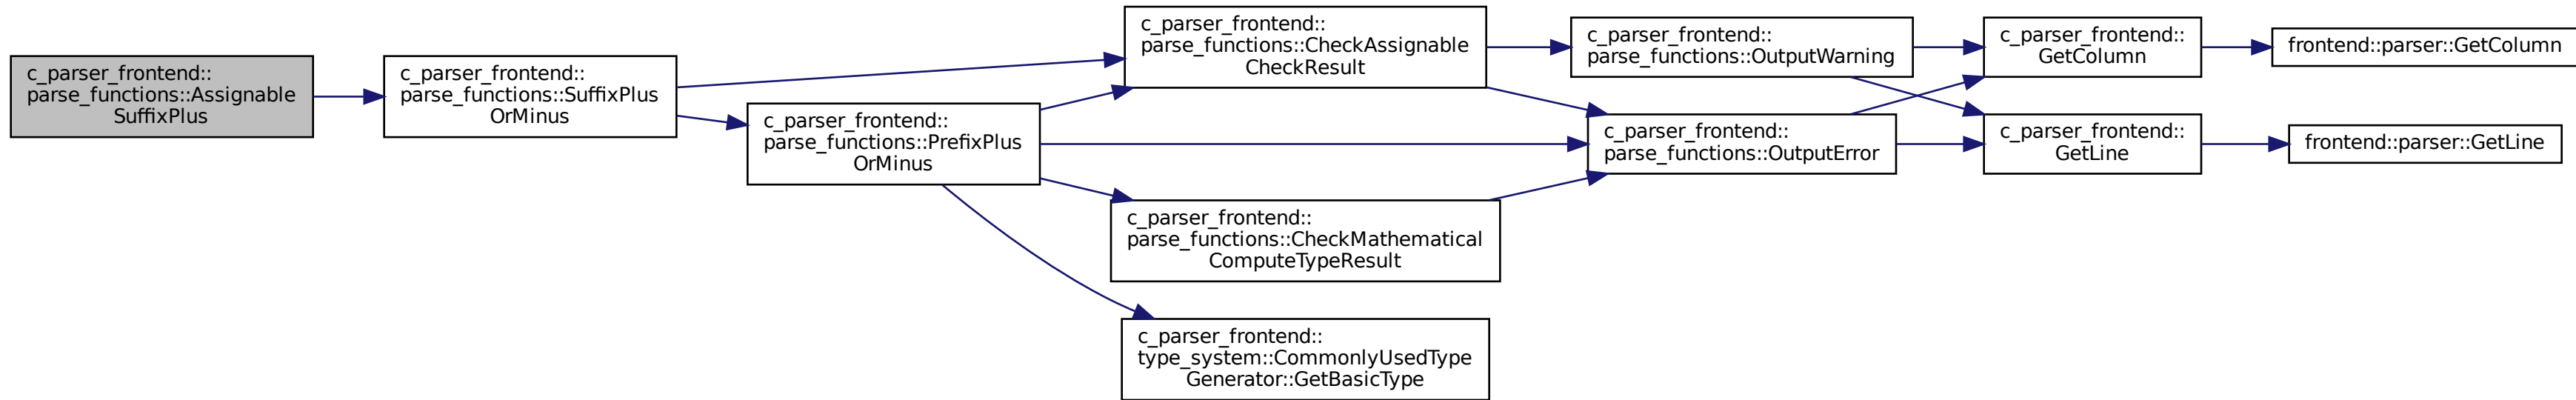 c_parser_frontend::
parse_functions::Assignable
SuffixPlus
c_parser_frontend::
parse_functions::SuffixPlus
OrMinus
c_parser_frontend::
parse_functions::PrefixPlus
OrMinus
c_parser_frontend::
parse_functions::CheckAssignable
CheckResult
c_parser_frontend::
parse_functions::CheckMathematical
ComputeTypeResult
c_parser_frontend::
type_system::CommonlyUsedType
Generator::GetBasicType
c_parser_frontend::
parse_functions::OutputWarning
c_parser_frontend::
parse_functions::OutputError
c_parser_frontend::
GetColumn
c_parser_frontend::
GetLine
frontend::parser::GetColumn
frontend::parser::GetLine